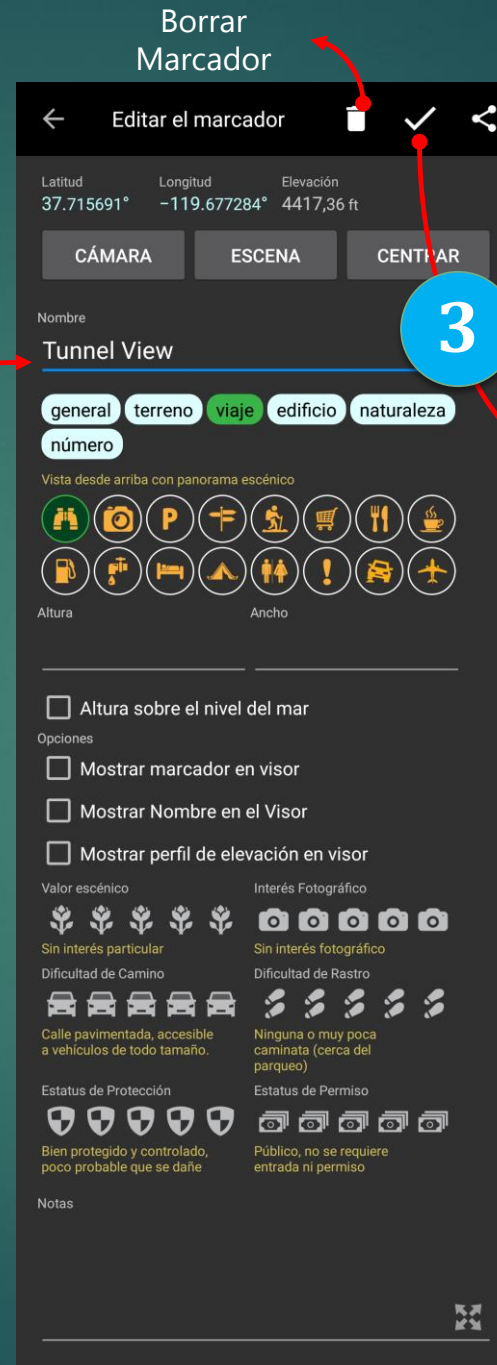 Borrar
Marcador
Editar el marcador
Latitud Longitud Elevación
37.715691° -119.677284° 4417,36 ft
CÁMARA ESCENA CENTRAR
Nombre
3
Tunnel View
general terreno viaje edificio naturaleza
número
Vista desde arriba con panorama escénico
P
Altura Ancho
Altura sobre el nivel del mar
Opciones
Mostrar marcador en visor
Mostrar Nombre en el Visor
Mostrar perfil de elevación en visor
Valor escénico Interés Fotográfico
Sin interés particular Sin interés fotográfico
Dificultad de Camino Dificultad de Rastro
Calle pavimentada, accesible Ninguna o muy poca
a vehículos de todo tamaño. caminata (cerca del
parqueo)
Estatus de Protección Estatus de Permiso
Bien protegido y controlado, Público, no se requiere
poco probable que se dañe entrada ni permiso
Notas